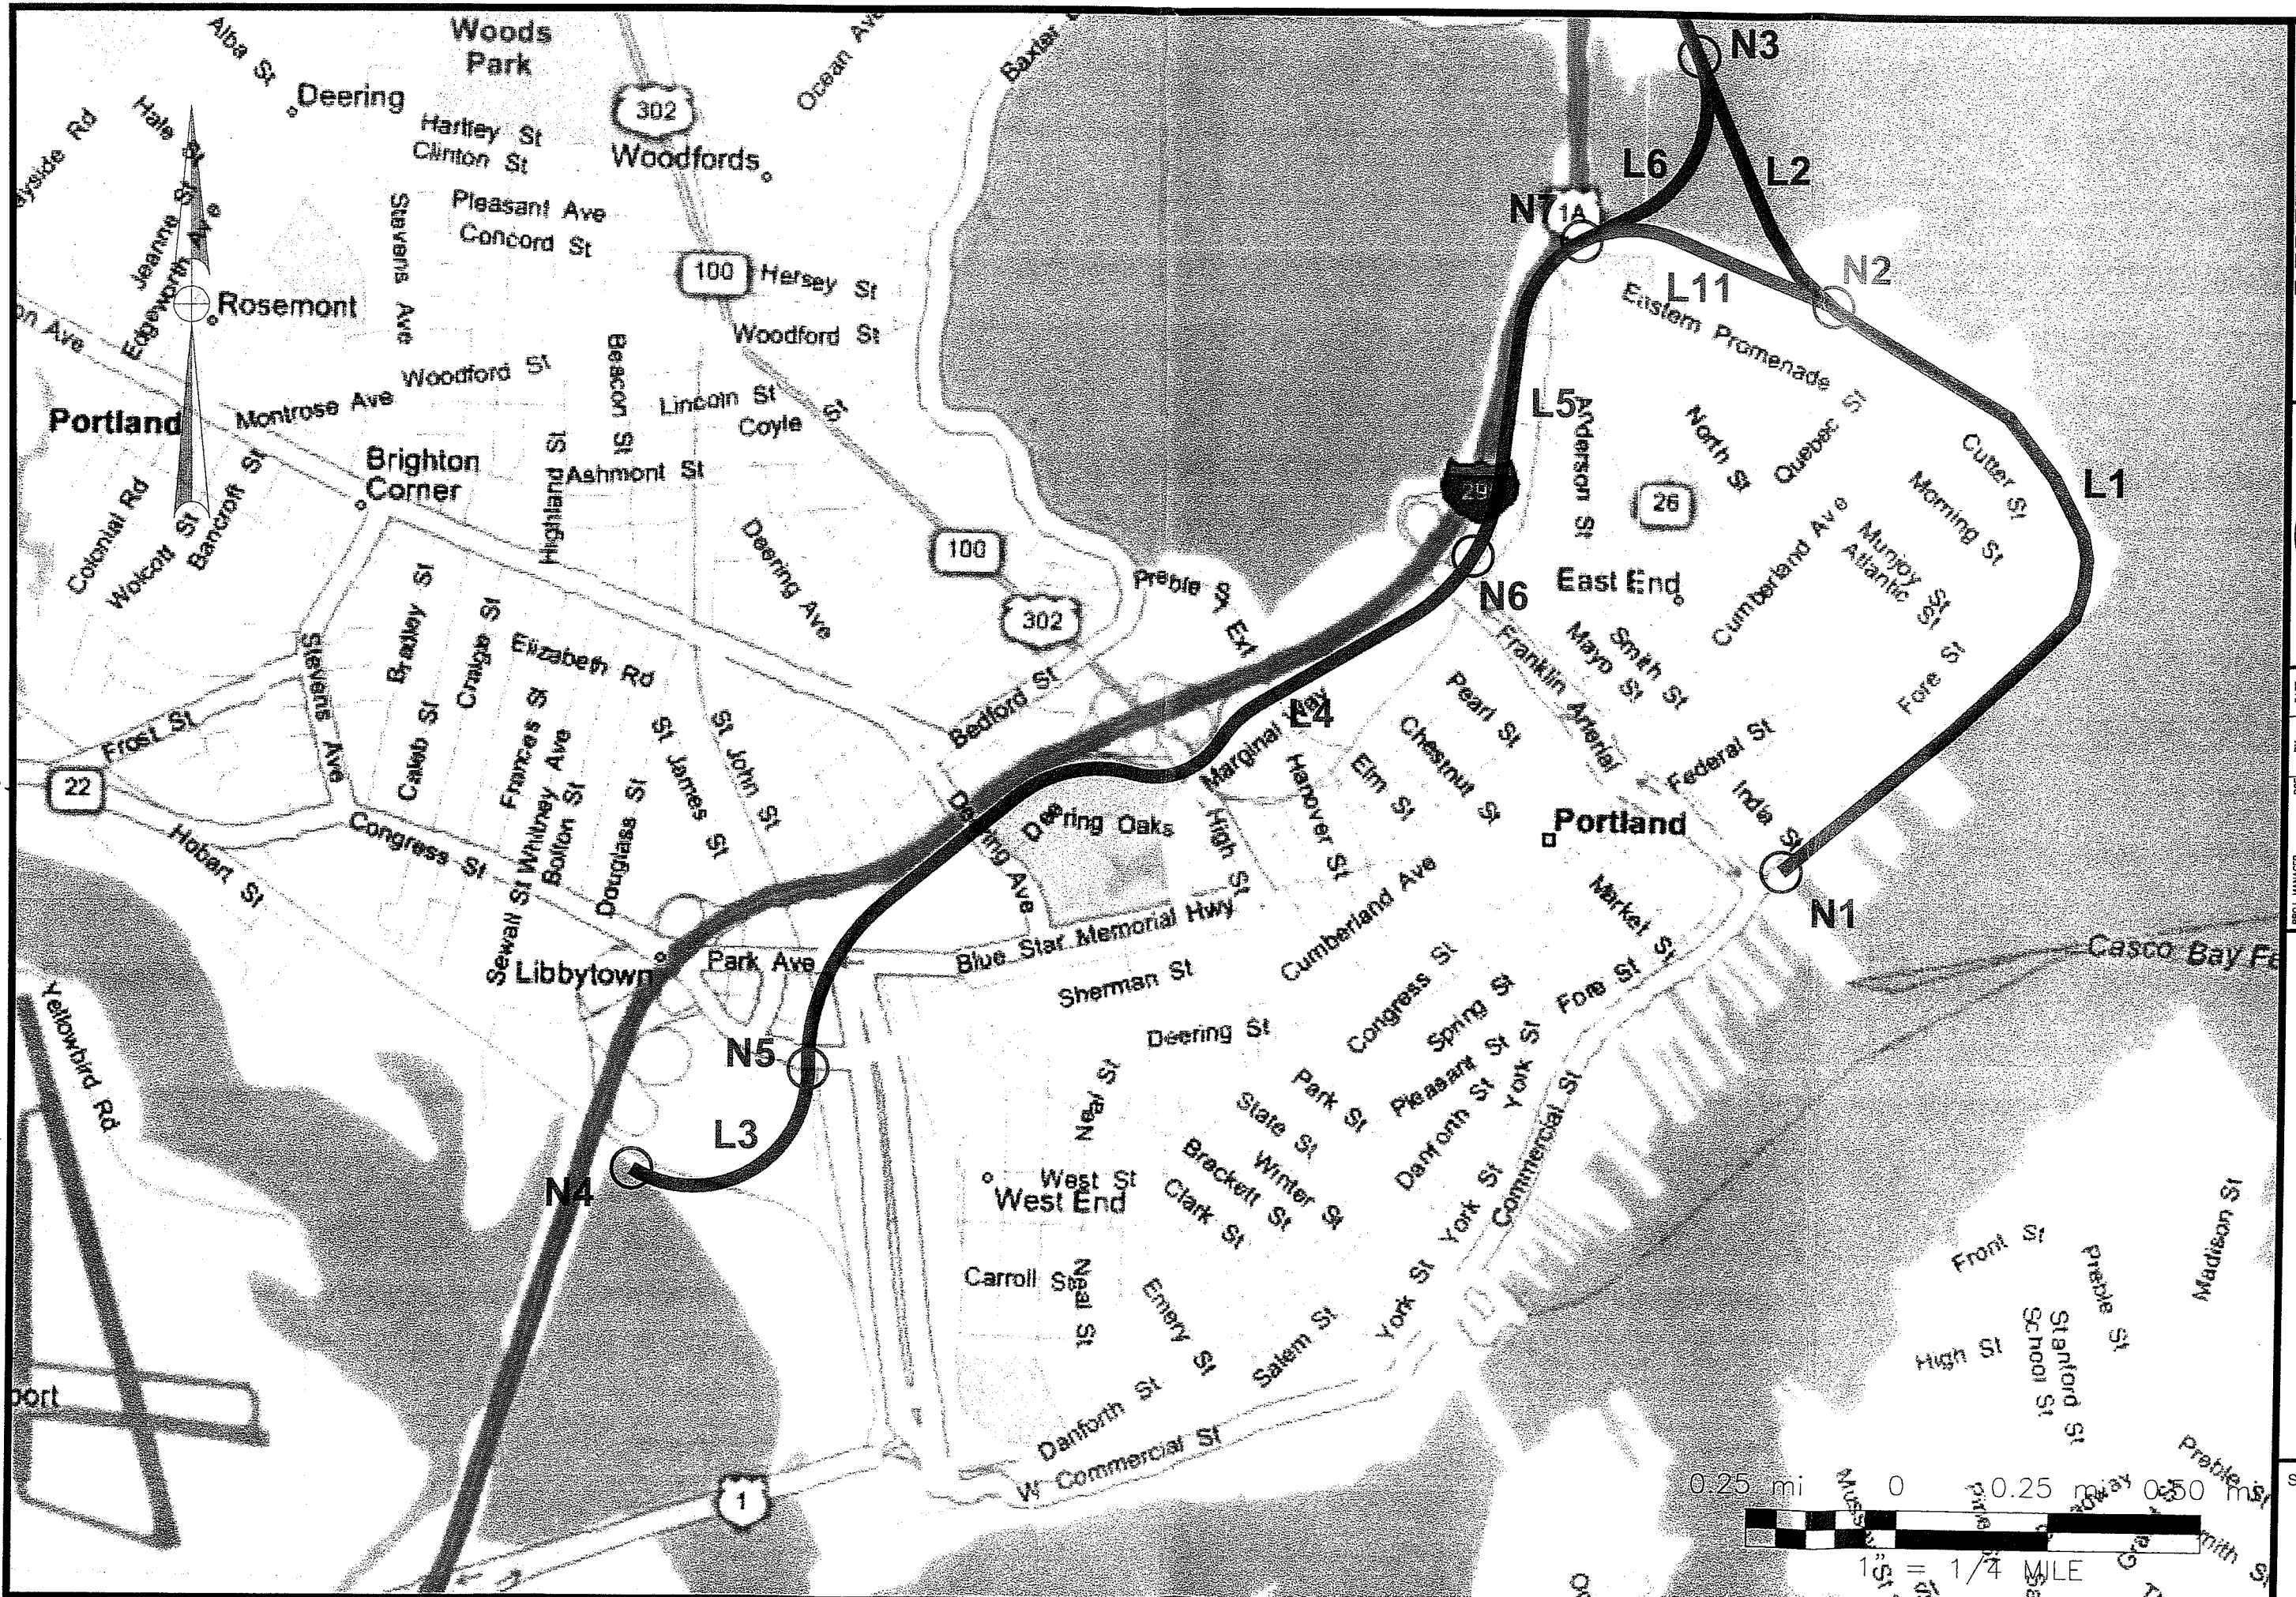 Woods
Park
Alba St
Deering
302
Ocean Ave
N3
Hale St
Hartley St
Clinton St
Woodfords
L6
L2
Jeanne St
Edgeworth Ave
Stevens Ave
Pleasant Ave
Concord St
N7
1A
100
Hersey St
N2
L11
Rosemont
Woodford St
Eastern Promenade
Woodford St
Beacon St
Portland
Montrose Ave
Lincoln St
Coyle St
L5
Anderson St
North St
Quebec St
Cutter St
Brighton
Corner
Highland St
Ashmont St
L1
Colonial Rd
Wolcott St
Bancroft St
29
26
Morning St
Deering Ave
100
Cumberland Ave
Munjoy St
Atlantic St
Preble St Ext
East End
N6
Bradley St
Craigie St
302
Elizabeth Rd
Franklin Arterial
Mayo St
Smith St
Stevens Ave
Bedford St
Pearl St
Fore St
Frost St
Caleb St
Frances St
Whitney Ave
Bolton St
Sewall St
St James St
St John St
L4
Marginal Way
Chestnut St
Federal St
22
Douglass St
Hanover St
Elm St
India St
Hobart St
Congress St
Deering Ave
Deering Oaks
High St
Portland
Cumberland Ave
Market St
N1
Blue Star Memorial Hwy
Libbytown
Park Ave
Sherman St
Congress St
Fore St
Yellowbird Rd
Deering St
Spring St
N5
Neal St
Park St
Pleasant St
York St
State St
Danforth St
L3
Brackett St
Winter St
Commercial St
N4
West St
West End
Clark St
York St
Madison St
Front St
Preble St
Carroll St
Neal St
Emery St
York St
Salem St
High St
School St
Stanford St
port
Danforth St
W Commercial St
Preble St
1
0.25 mi 0 0.25 mi 0.50 mi
1" = 1/4 MILE